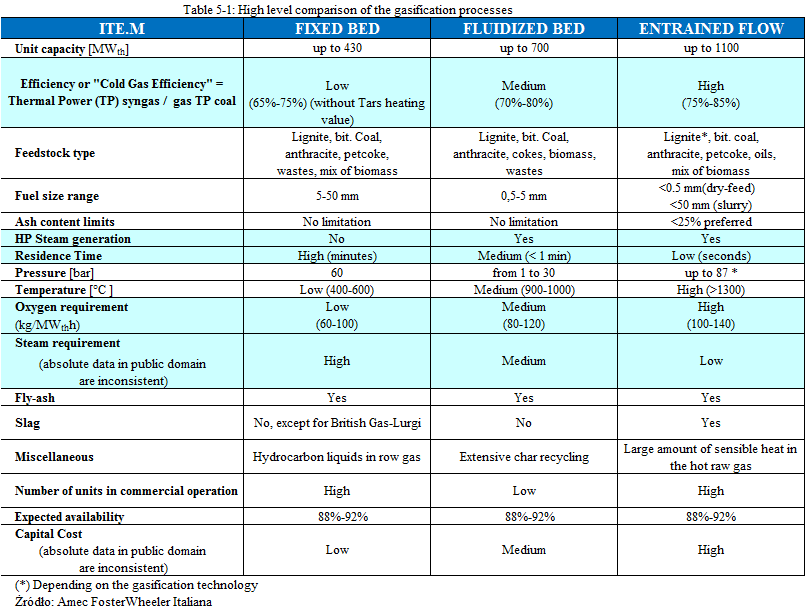 Table 5-1: High level comparison of the gasification processes
ITE.M FIXED BED FLUIDIZED BED ENTRAINED FLOW
Unit capacity [MWth] up to 430 up to 700 up to 1100
Efficiency or "Cold Gas Efficiency" =
Thermal Power (TP) syngas / gas TP coal
Low
(65%-75%) (without Tars heating
value)
Medium
(70%-80%)
High
(75%-85%)
Feedstock type
Lignite, bit. Coal,
anthracite, petcoke,
wastes, mix of biomass
Lignite, bit. Coal,
anthracite, cokes, biomass,
wastes
Lignite*, bit. coal,
anthracite, petcoke, oils,
mix of biomass
Fuel size range
5-50 mm
0,5-5 mm
<0.5 mm(dry-feed)
<50 mm (slurry)
Ash content limits No limitation No limitation <25% preferred
HP Steam generation No Yes Yes
Residence Time High (minutes) Medium (< 1 min) Low (seconds)
Pressure [bar] 60 from 1 to 30 up to 87 *
Temperature [°C ] Low (400-600) Medium (900-1000) High (>1300)
Oxygen requirement
(kg/MWthh)
Low
(60-100)
Medium
(80-120)
High
(100-140)
Steam requirement
(absolute data in public domain
are inconsistent)
High
Medium
Low
Fly-ash Yes Yes Yes
Slag No, except for British Gas-Lurgi No Yes
Miscellaneous
Hydrocarbon liquids in row gas
Extensive char recycling
Large amount of sensible heat in
the hot raw gas
Number of units in commercial operation High Low High
Expected availability 88%-92% 88%-92% 88%-92%
Capital Cost
(absolute data in public domain
are inconsistent)
Low
Medium
High
(*) Depending on the gasification technology
Źródło: Amec FosterWheeler Italiana